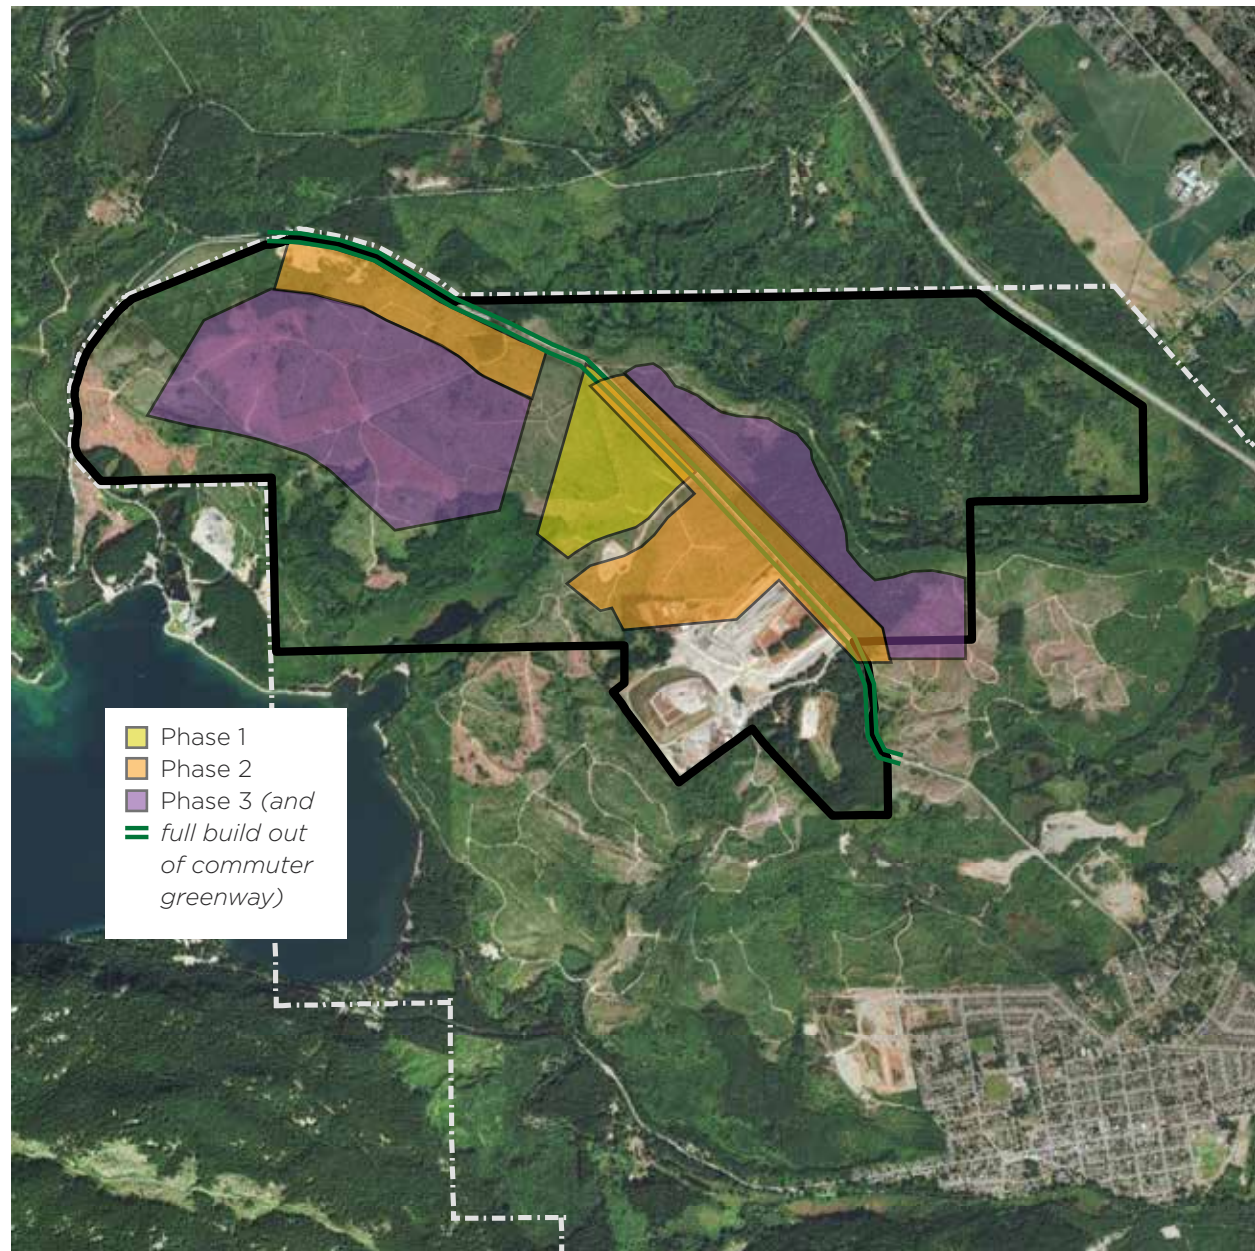 Phase 1
Phase 2
Phase 3 (and
full build out
of commuter
greenway)